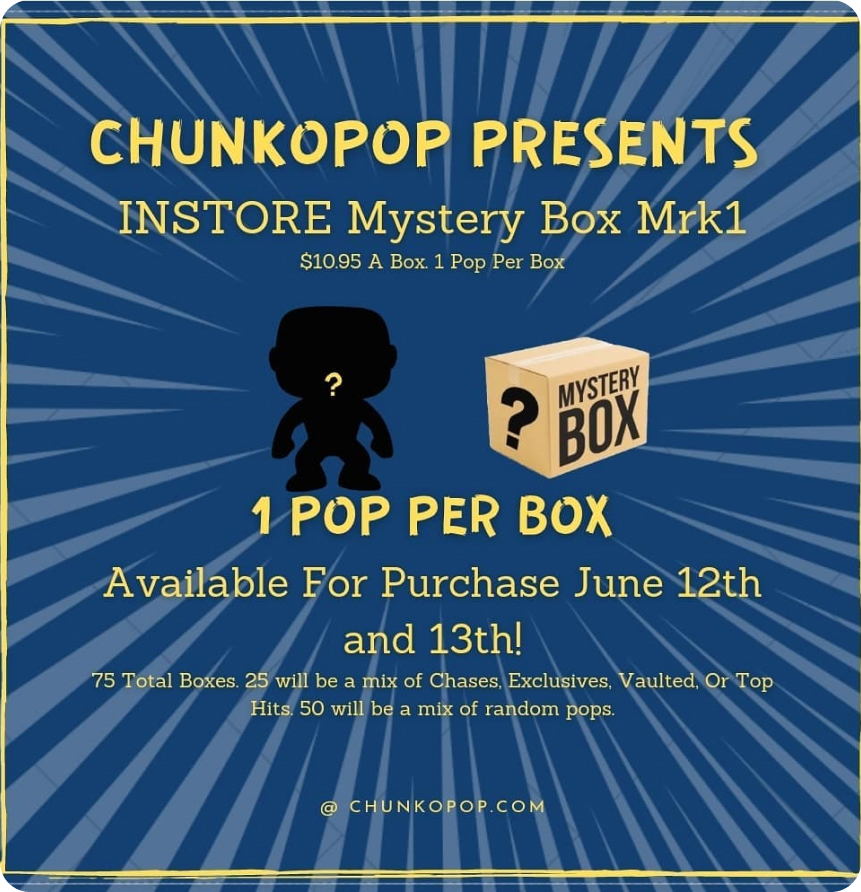 CHUNKOPOP PRESENTS
INSTORE Mystery Box Mrk1
$10.95 A Box. 1 Pop Per Box
?
? MYSTERY
BOX
1 POP PER BOX
Available For Purchase June 12th
and 13th!
75 Total Boxes. 25 will be a mix of Chases, Exclusives, Vaulted, Or Top
Hits. 50 will be a mix of random pops.
@ CHUNKOPOP.COM